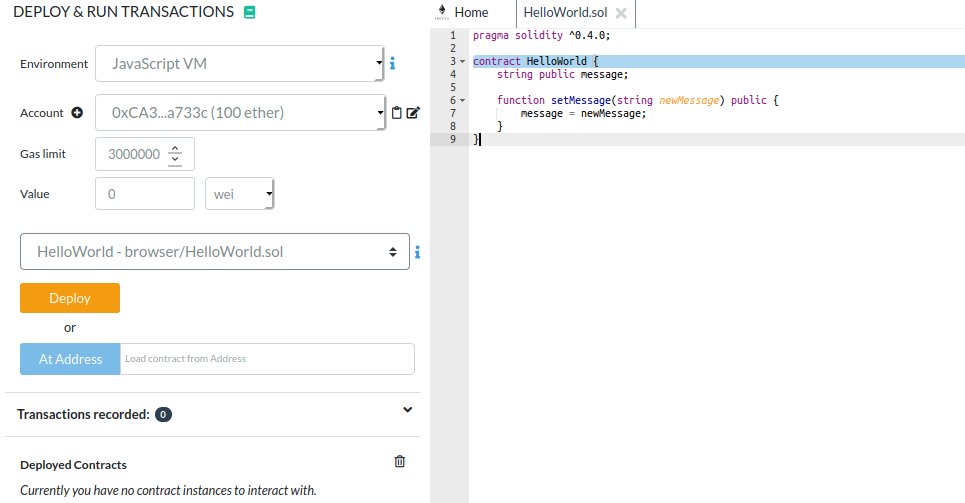 DEPLOY & RUN TRANSACTIONS
Environment
JavaScript VM
Account
0xCA3...a733c (100 ether)
Gas limit
3000000
Value
0
wei
HelloWorld - browser/HelloWorld.sol
Deploy
or
At Address
Load contract from Address
Transactions recorded: 0
Deployed Contracts
Currently you have no contract instances to interact with.
Home
HelloWorld.sol
1 pragma solidity ^0.4.0;
2
3 contract HelloWorld {
4     string public message;
5
6     function setMessage(string newMessage) public {
7         message = newMessage;
8     }
9 }